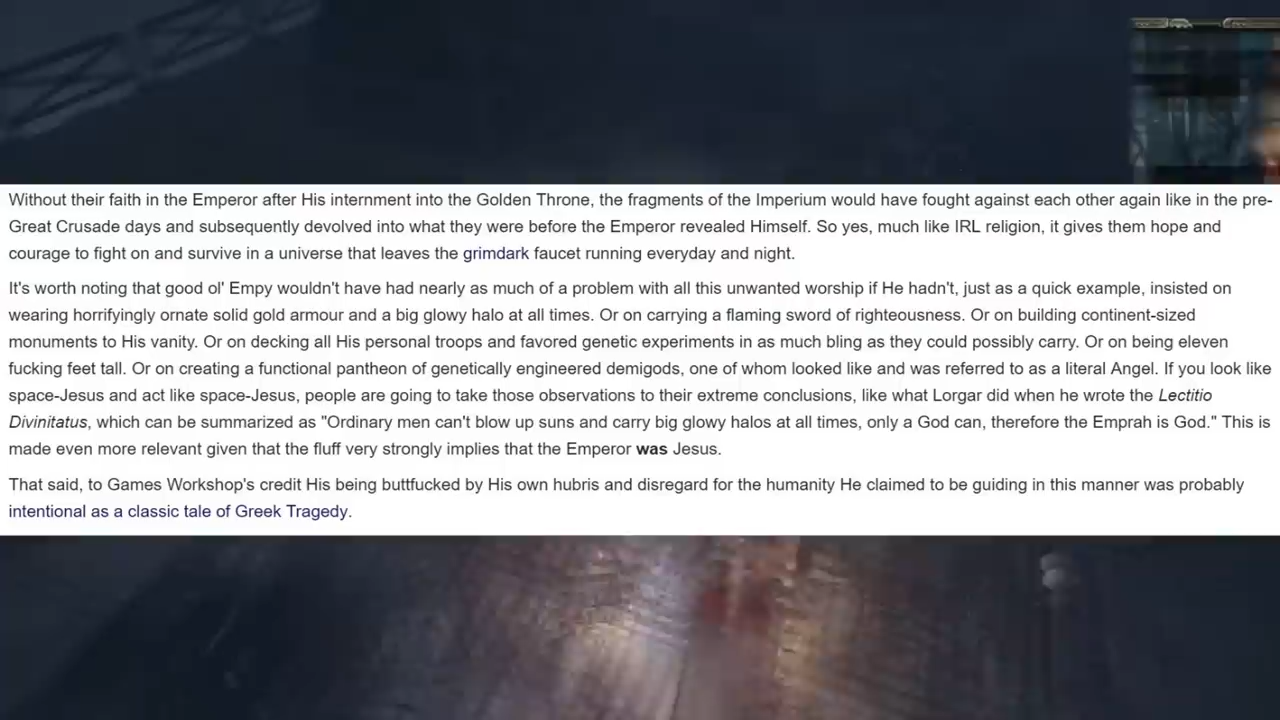 Without their faith in the Emperor after His internment into the Golden Throne, the fragments of the Imperium would have fought against each other again like in the pre-
Great Crusade days and subsequently devolved into what they were before the Emperor revealed Himself. So yes, much like IRL religion, it gives them hope and
courage to fight on and survive in a universe that leaves the grimdark faucet running everyday and night.
It's worth noting that good ol' Empy wouldn't have had nearly as much of a problem with all this unwanted worship if He hadn't, just as a quick example, insisted on
wearing horrifyingly ornate solid gold armour and a big glowy halo at all times. Or on carrying a flaming sword of righteousness. Or on building continent-sized
monuments to His vanity. Or on decking all His personal troops and favored genetic experiments in as much bling as they could possibly carry. Or on being eleven
fucking feet tall. Or on creating a functional pantheon of genetically engineered demigods, one of whom looked like and was referred to as a literal Angel. If you look like
space-Jesus and act like space-Jesus, people are going to take those observations to their extreme conclusions, like what Lorgar did when he wrote the Lectitio
Divinitatus, which can be summarized as "Ordinary men can't blow up suns and carry big glowy halos at all times, only a God can, therefore the Emprah is God." This is
made even more relevant given that the fluff very strongly implies that the Emperor was Jesus.
That said, to Games Workshop's credit His being buttfucked by His own hubris and disregard for the humanity He claimed to be guiding in this manner was probably
intentional as a classic tale of Greek Tragedy.